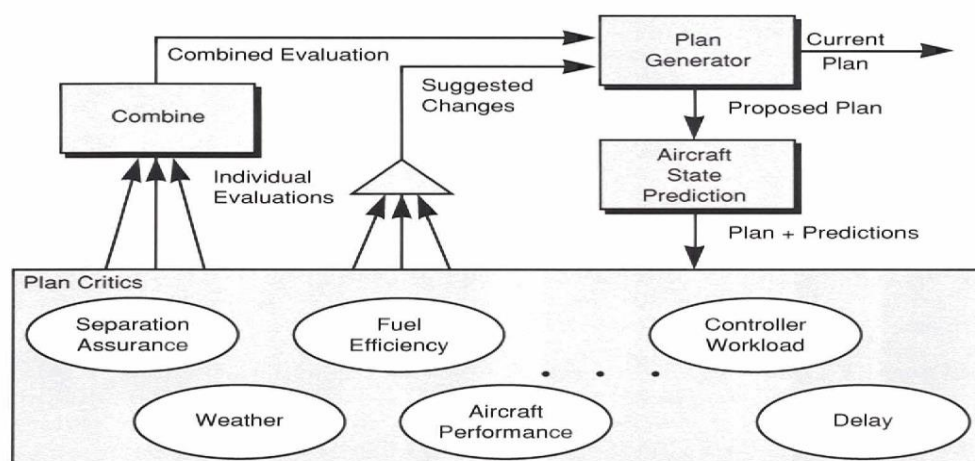 Combined Evaluation
Plan
Generator
Current
Plan
Suggested
Changes
Combine
Proposed Plan
Individual
Evaluations
Aircraft
State
Prediction
Plan + Predictions
Plan Critics
Separation
Assurance
Fuel
Efficiency
Controller
Workload
Weather
Aircraft
Performance
Delay